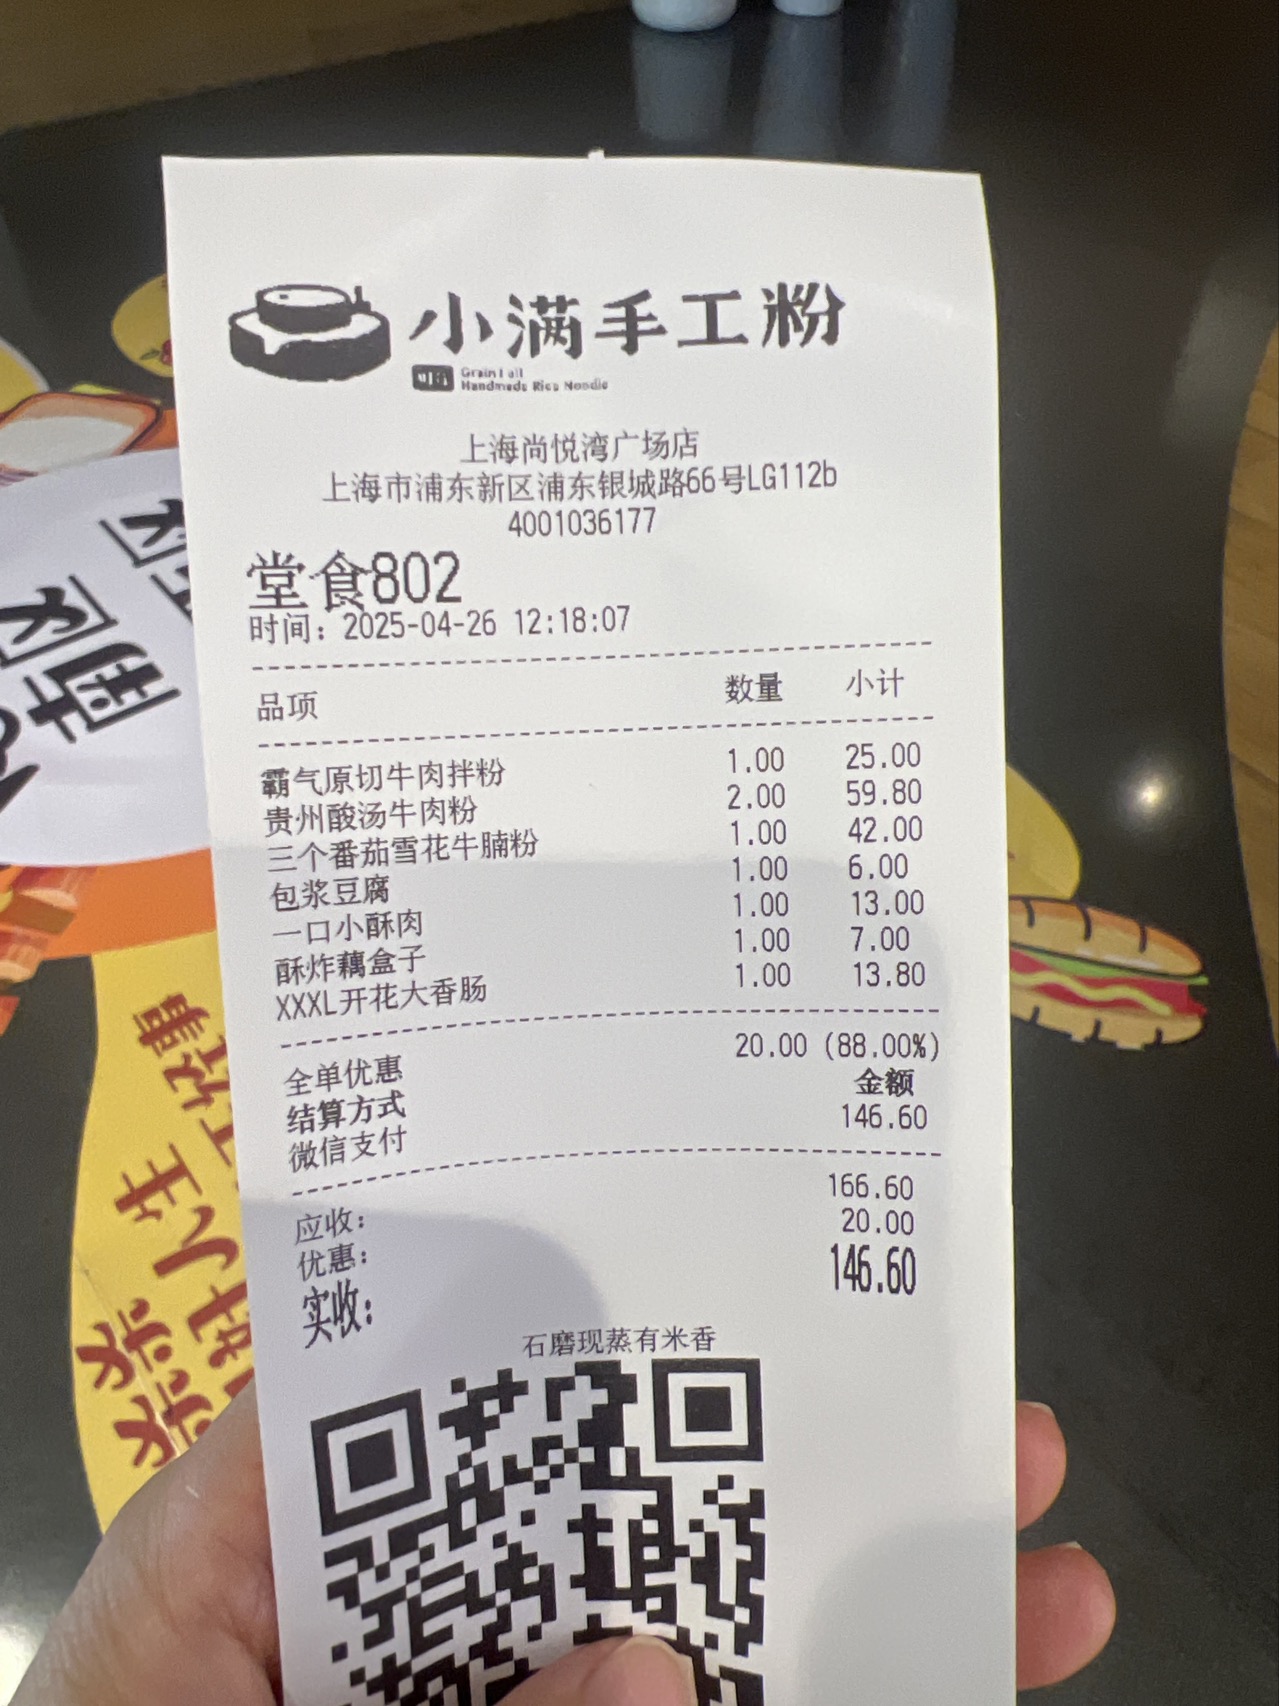 小满手工粉
Handmade Rice Noodle
上海尚悦湾广场店
上海市浦东新区浦东银城路66号LG112b
4001036177
堂食802
时间：2025-04-26 12:18:07
品项 数量 小计
霸气原切牛肉拌粉 1.00 25.00
贵州酸汤牛肉粉 2.00 59.80
三个番茄雪花牛腩粉 1.00 42.00
包浆豆腐 1.00 6.00
一口小酥肉 1.00 13.00
酥炸藕盒子 1.00 7.00
XXXL开花大香肠 1.00 13.80
全单优惠 20.00 (88.00%)
结算方式 金额
微信支付 146.60
应收: 166.60
优惠: 20.00
实收: 146.60
石磨现蒸有米香